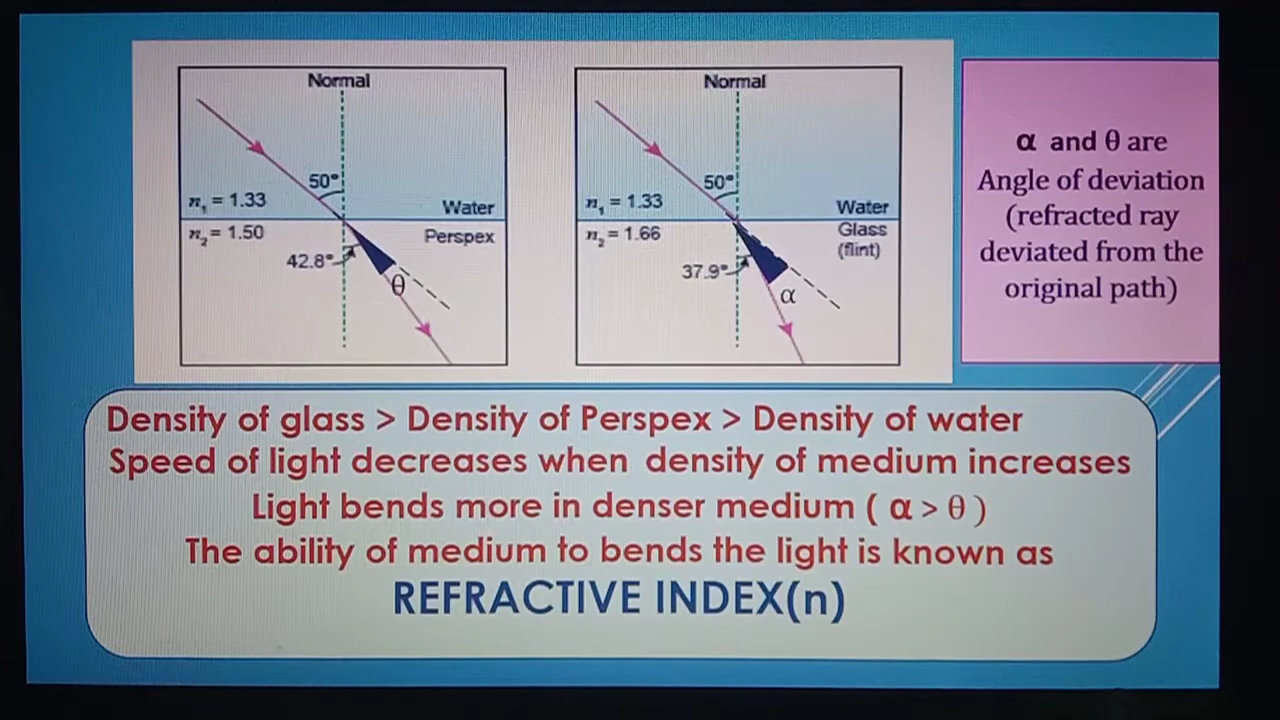 Normal
50°
n₁ = 1.33
Water
n₂ = 1.50
Perspex
42.8°
θ
Normal
50°
n₁ = 1.33
Water
n₂ = 1.66
Glass
(flint)
37.9°
α
α and θ are
Angle of deviation
(refracted ray
deviated from the
original path)
Density of glass > Density of Perspex > Density of water
Speed of light decreases when density of medium increases
Light bends more in denser medium ( α > θ )
The ability of medium to bends the light is known as
REFRACTIVE INDEX(n)